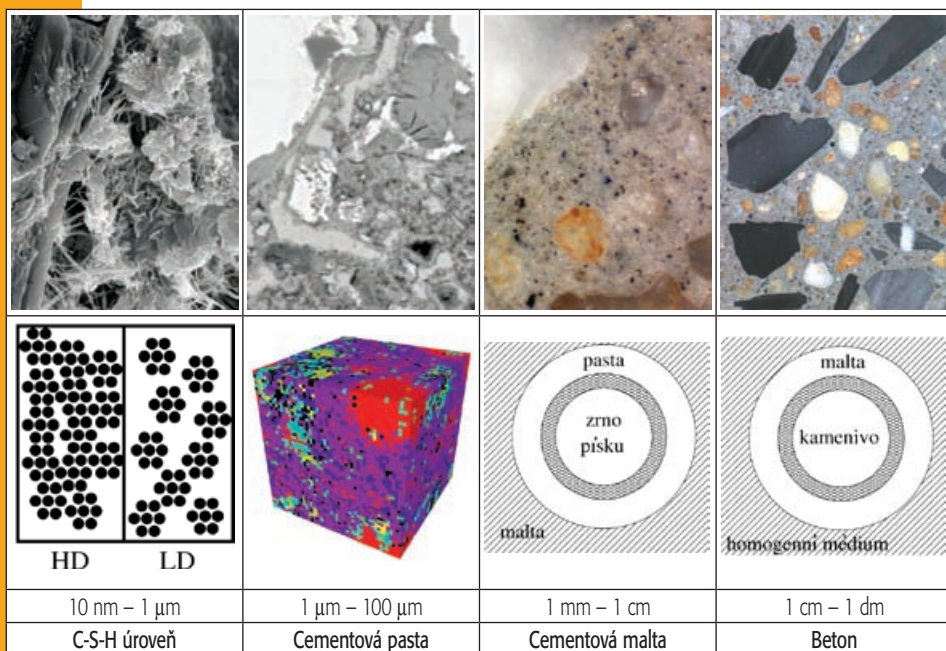 HD LD
pasta
zrno
písku
malta
malta
kamenivo
homogenní médium
10 nm – 1 μm 1 μm – 100 μm 1 mm – 1 cm 1 cm – 1 dm
C-S-H úroveň Cementová pasta Cementová malta Beton